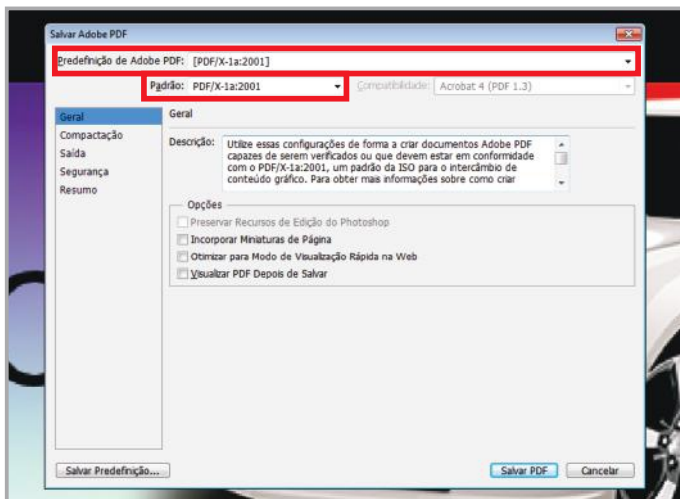 Salvar Adobe PDF
Predefinição de Adobe PDF: [PDF/X-1a:2001]
Padrão: PDF/X-1a:2001 Compatibilidade: Acrobat 4 (PDF 1.3)
Geral
Compactação
Saída
Segurança
Resumo
Geral
Descrição: Utilize essas configurações de forma a criar documentos Adobe PDF
capazes de serem verificados ou que devem estar em conformidade
com o PDF/X-1a:2001, um padrão da ISO para o intercâmbio de
conteúdo gráfico. Para obter mais informações sobre como criar
Opções
Preservar Recursos de Edição do Photoshop
Incorporar Miniaturas de Página
Otimizar para Modo de Visualização Rápida na Web
Visualizar PDF Depois de Salvar
Salvar Predefinição... Salvar PDF Cancelar